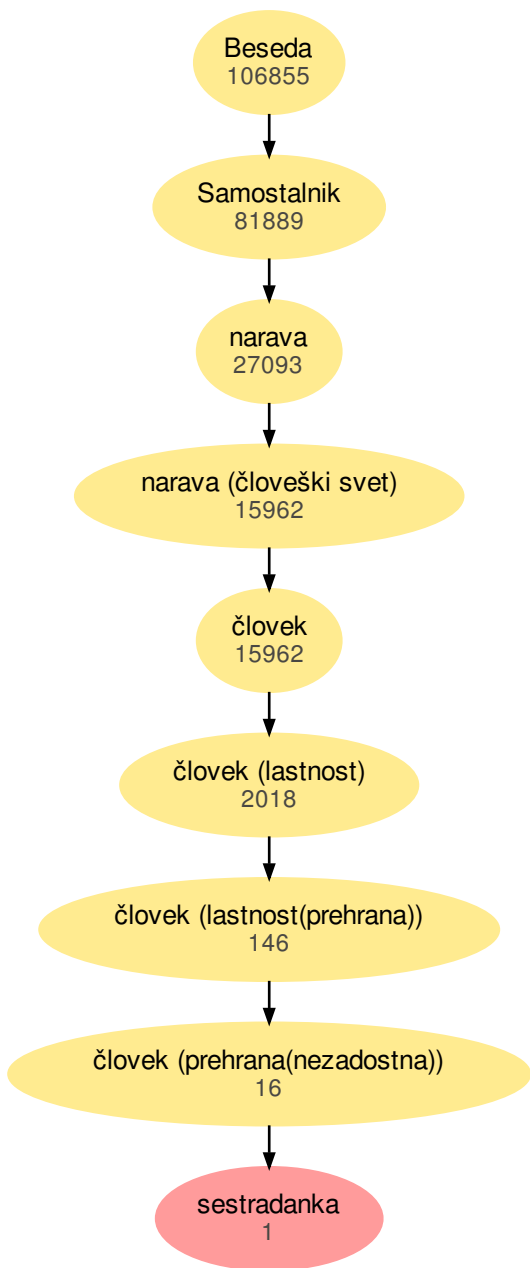 Beseda
106855
Samostalnik
81889
narava
27093
narava (človeški svet)
15962
človek
15962
človek (lastnost)
2018
človek (lastnost(prehrana))
146
človek (prehrana(nezadostna))
16
sestradanka
1